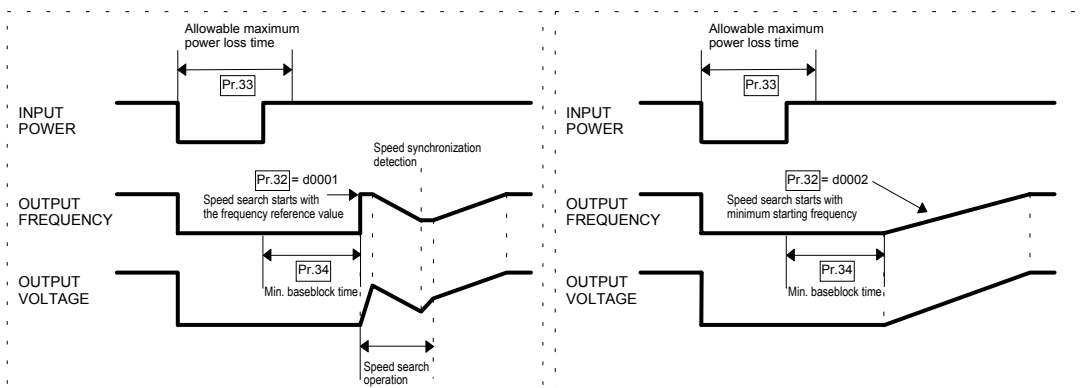 Allowable maximum
power loss time
Pr.33
INPUT
POWER
Speed synchronization
detection
Pr.32 = d0001
Speed search starts with
the frequency reference value
OUTPUT
FREQUENCY
Pr.34
Min. baseblock time
OUTPUT
VOLTAGE
Speed search
operation
Allowable maximum
power loss time
Pr.33
INPUT
POWER
Pr.32 = d0002
Speed search starts with
minimum starting frequency
OUTPUT
FREQUENCY
Pr.34
Min. baseblock time
OUTPUT
VOLTAGE